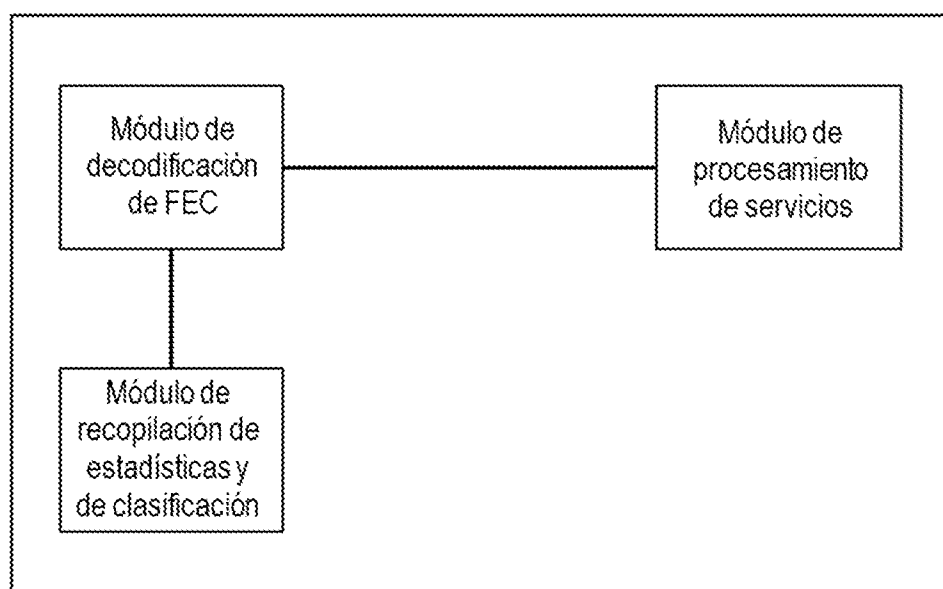 Módulo de
decodificación
de FEC
Módulo de
procesamiento
de servicios
Módulo de
recopilación de
estadísticas y
de clasificación